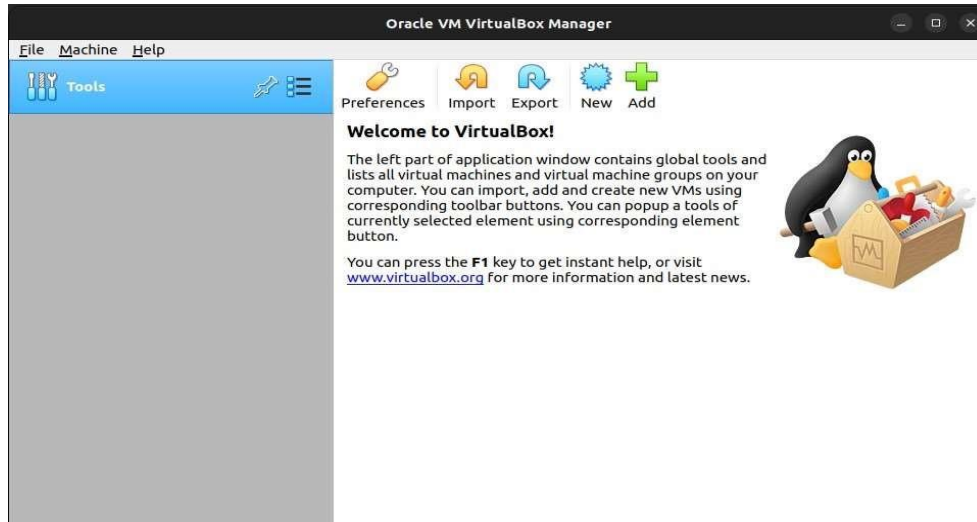 Oracle VM VirtualBox Manager
File Machine Help
Tools
Preferences Import Export New Add
Welcome to VirtualBox!
The left part of application window contains global tools and
lists all virtual machines and virtual machine groups on your
computer. You can import, add and create new VMs using
corresponding toolbar buttons. You can popup a tools of
currently selected element using corresponding element
button.
You can press the F1 key to get instant help, or visit
www.virtualbox.org for more information and latest news.